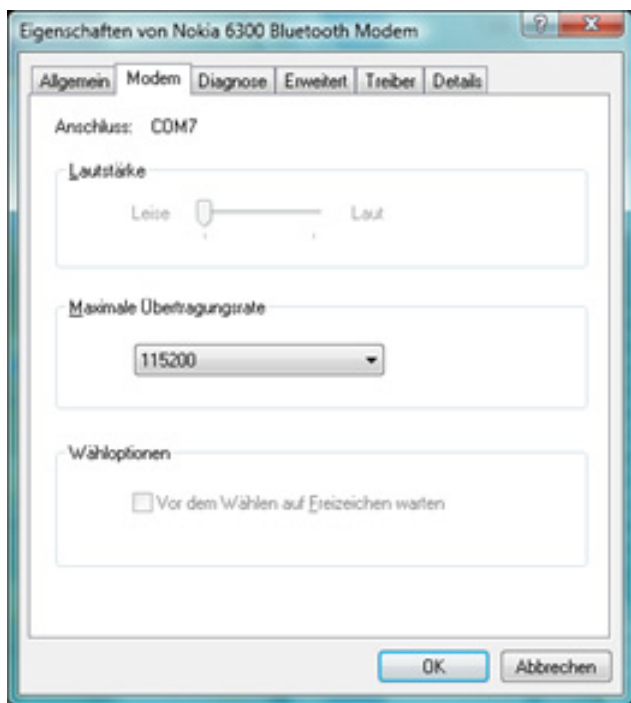 Eigenschaften von Nokia 6300 Bluetooth Modem
Allgemein Modem Diagnose Erweitert Treiber Details
Anschluss: COM7
Lautstärke
Leise Laut
Maximale Übertragungsrate
115200
Wähloptionen
Vor dem Wählen auf Freizeichen warten
OK Abbrechen